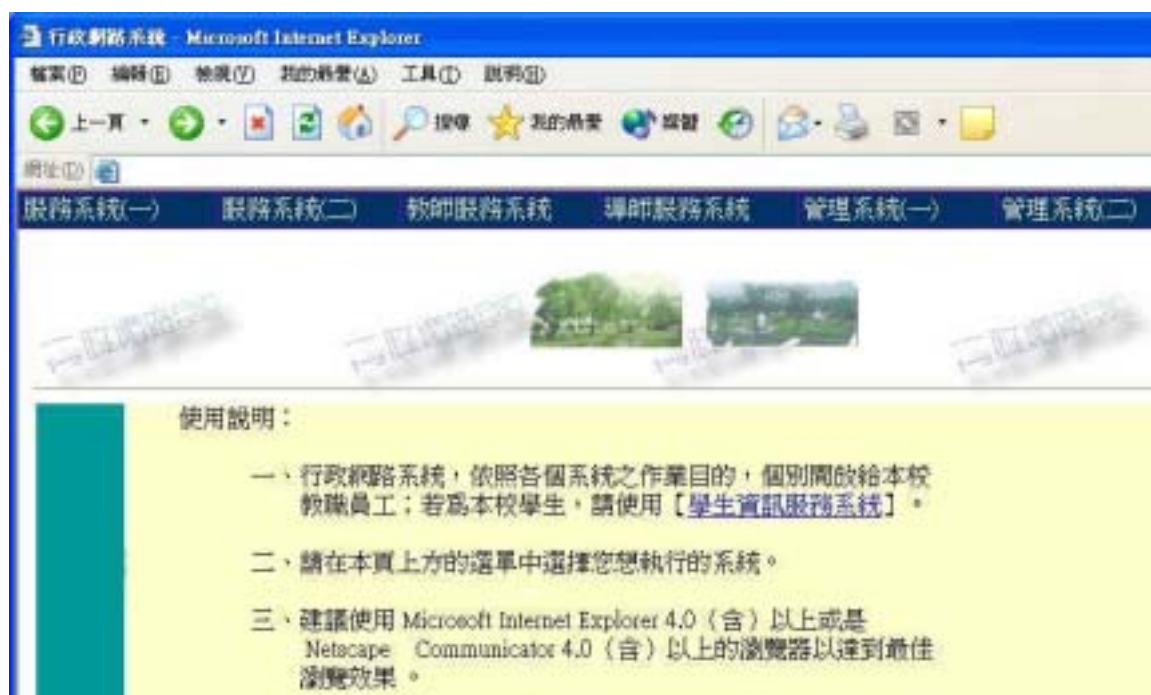 行政網路系統 - Microsoft Internet Explorer
檔案(F) 編輯(E) 檢視(V) 我的最愛(A) 工具(T) 說明(H)
上一頁 搜尋 我的最愛 媒體
網址(D)
服務系統(一) 服務系統(二) 教師服務系統 導師服務系統 管理系統(一) 管理系統(二)
使用說明：
一、行政網路系統，依照各個系統之作業目的，個別開放給本校
教職員工；若為本校學生，請使用【學生資訊服務系統】。
二、請在本頁上方的選單中選擇您想執行的系統。
三、建議使用 Microsoft Internet Explorer 4.0（含）以上或是
Netscape Communicator 4.0（含）以上的瀏覽器以達到最佳
瀏覽效果。